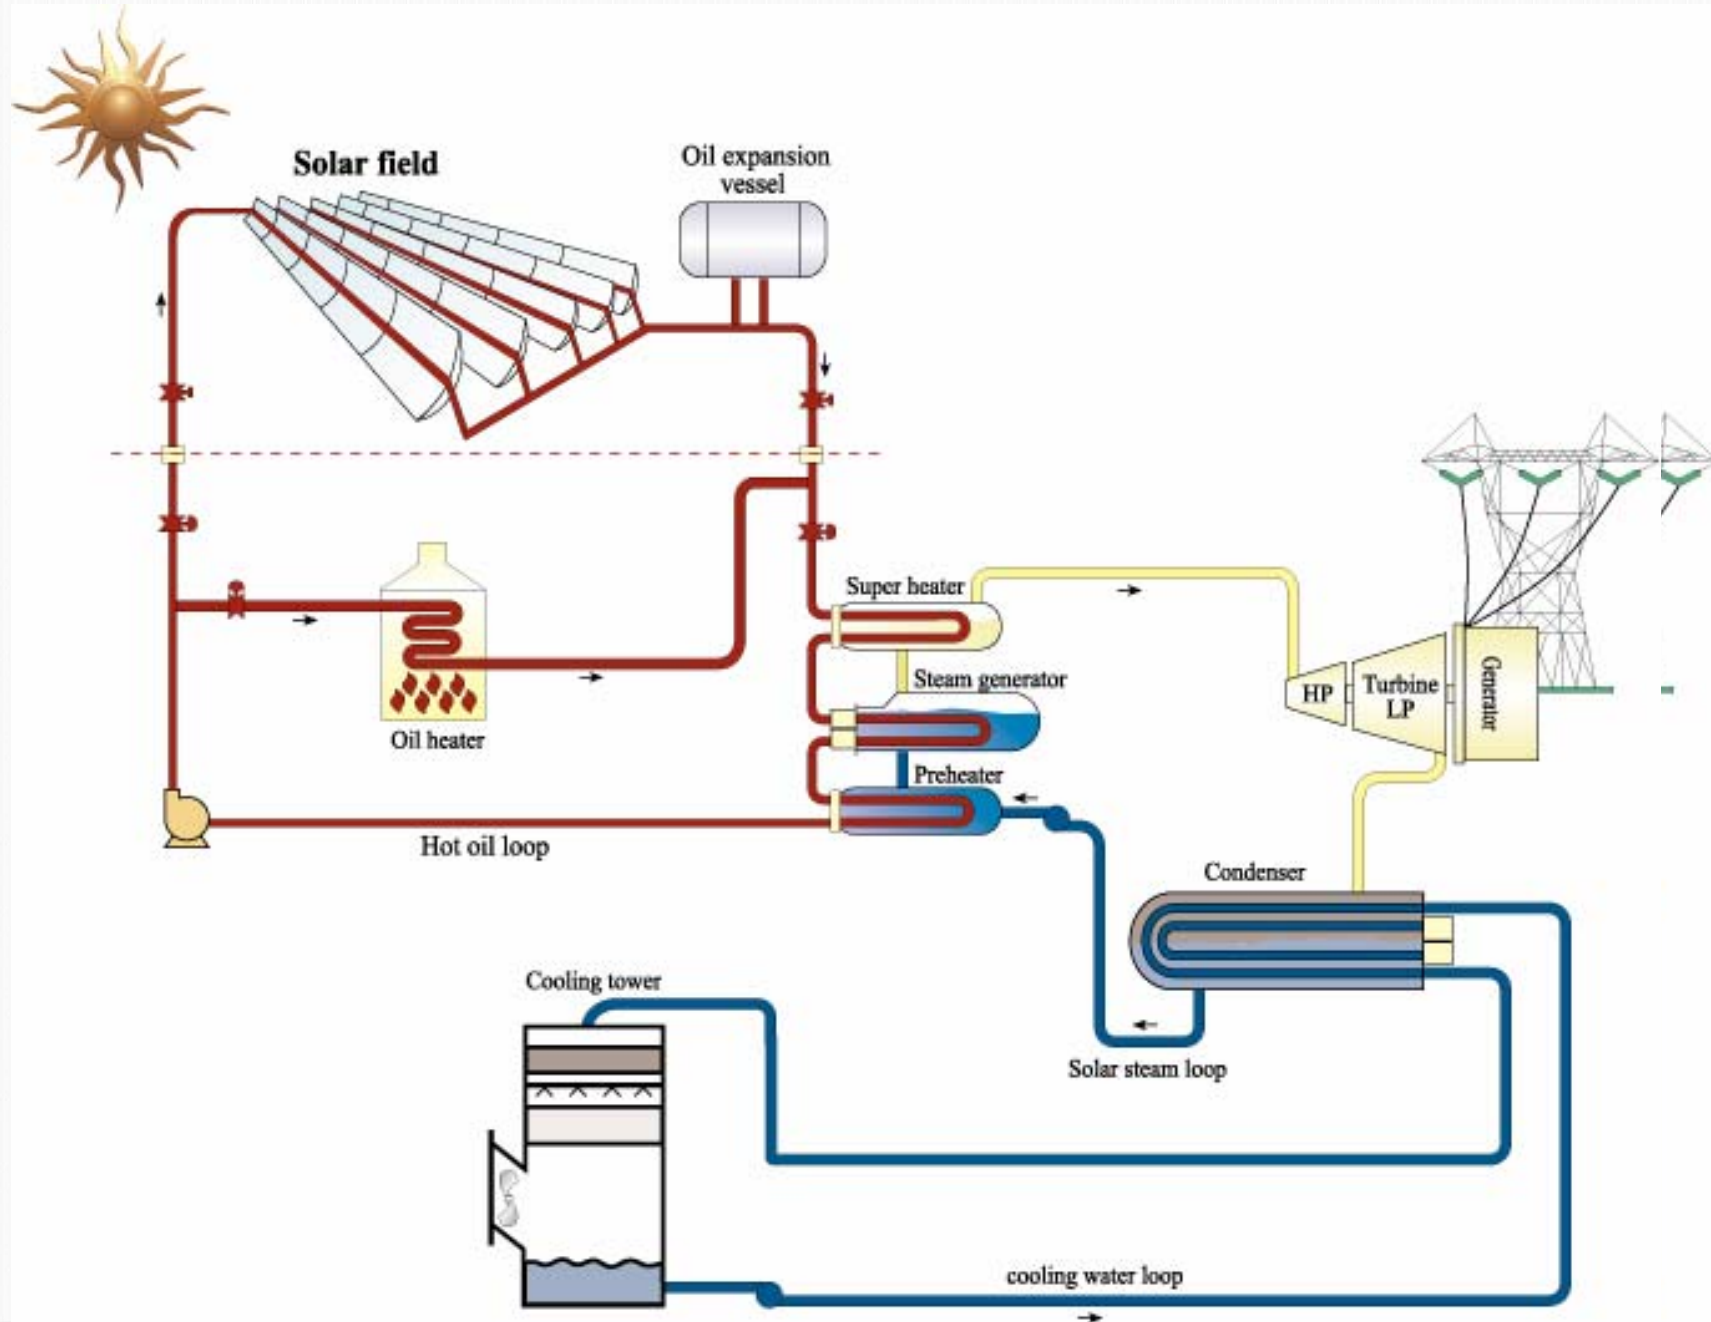 Solar field
Oil expansion
vessel
Super heater
Steam generator
HP
Turbine
LP
Generator
Oil heater
Preheater
Hot oil loop
Condenser
Cooling tower
Solar steam loop
cooling water loop